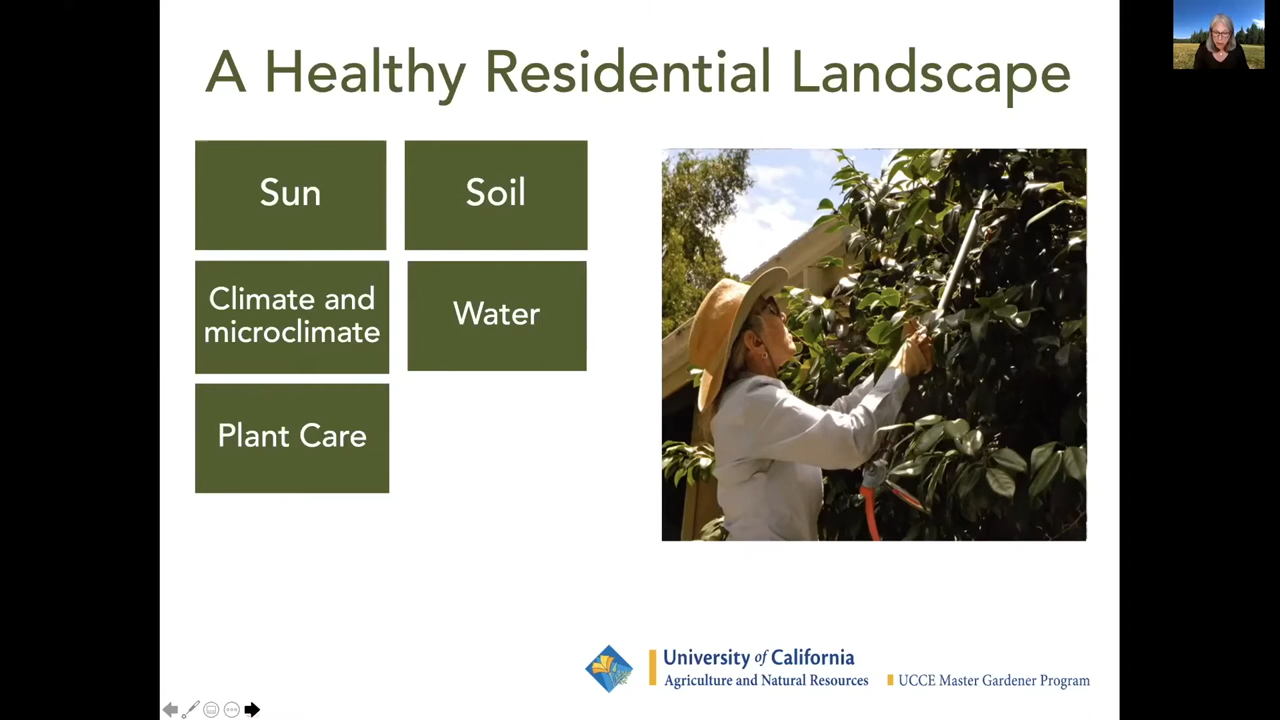 A Healthy Residential Landscape
Sun
Soil
Climate and
microclimate
Water
Plant Care
University of California
Agriculture and Natural Resources
UCCE Master Gardener Program